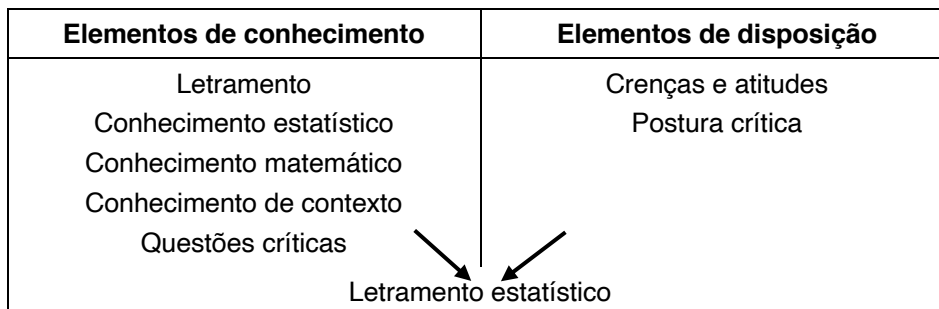 Elementos de conhecimento Elementos de disposição
Letramento Crenças e atitudes
Conhecimento estatístico Postura crítica
Conhecimento matemático
Conhecimento de contexto
Questões críticas
Letramento estatístico